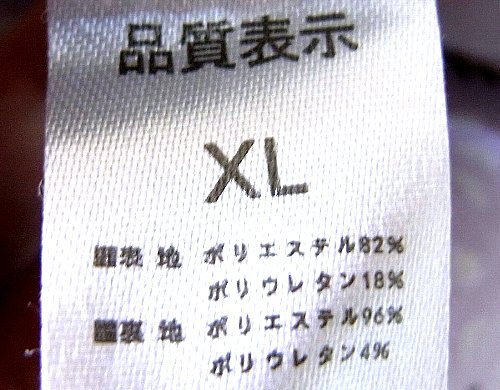 品質表示
XL
表地 ポリエステル82%
ポリウレタン18%
裏地 ポリエステル96%
ポリウレタン4%